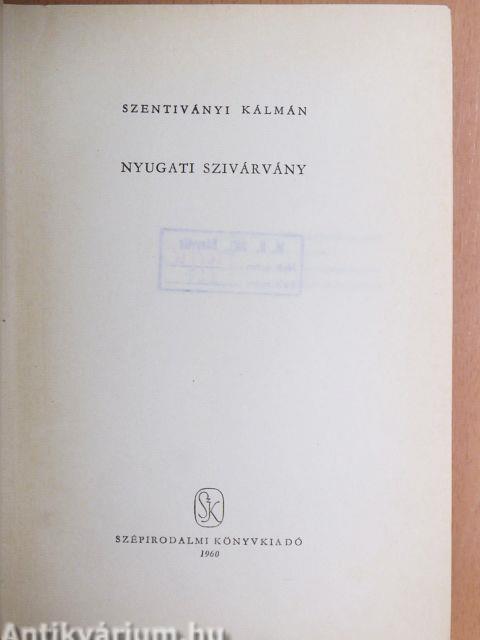 SZENTIVÁNYI KÁLMÁN
NYUGATI SZIVÁRVÁNY
SzK
SZÉPIRODALMI KÖNYVKIADÓ
1960
Antikvárium.hu